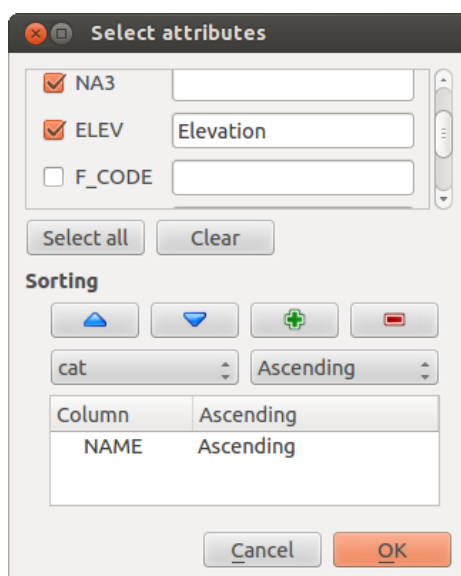 Select attributes
NA3
ELEV Elevation
F_CODE
Select all Clear
Sorting
cat Ascending
Column Ascending
NAME Ascending
Cancel OK